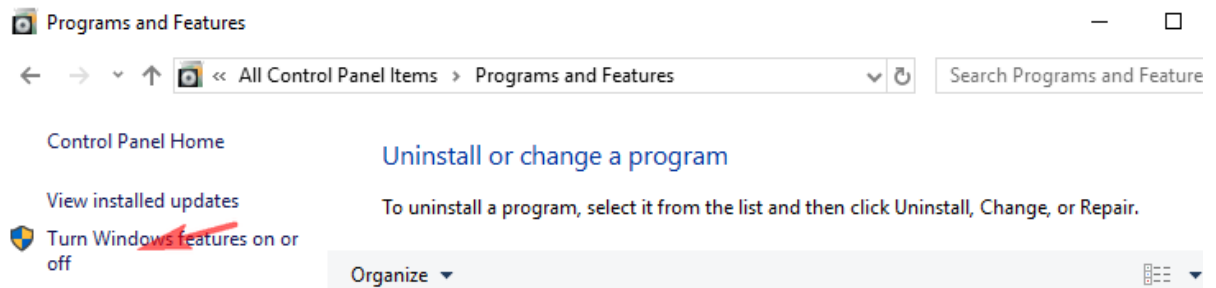 Programs and Features
« All Control Panel Items > Programs and Features
Search Programs and Feature
Control Panel Home
Uninstall or change a program
View installed updates
To uninstall a program, select it from the list and then click Uninstall, Change, or Repair.
Turn Windows features on or
off
Organize